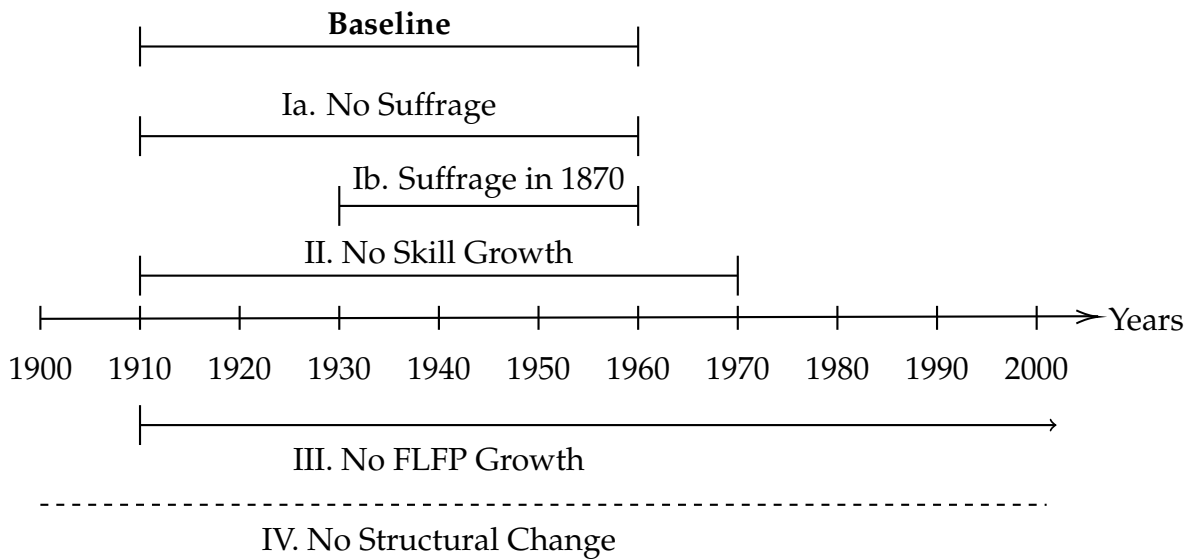 Baseline
Ia. No Suffrage
Ib. Suffrage in 1870
II. No Skill Growth
Years
1900 1910 1920 1930 1940 1950 1960 1970 1980 1990 2000
III. No FLFP Growth
IV. No Structural Change